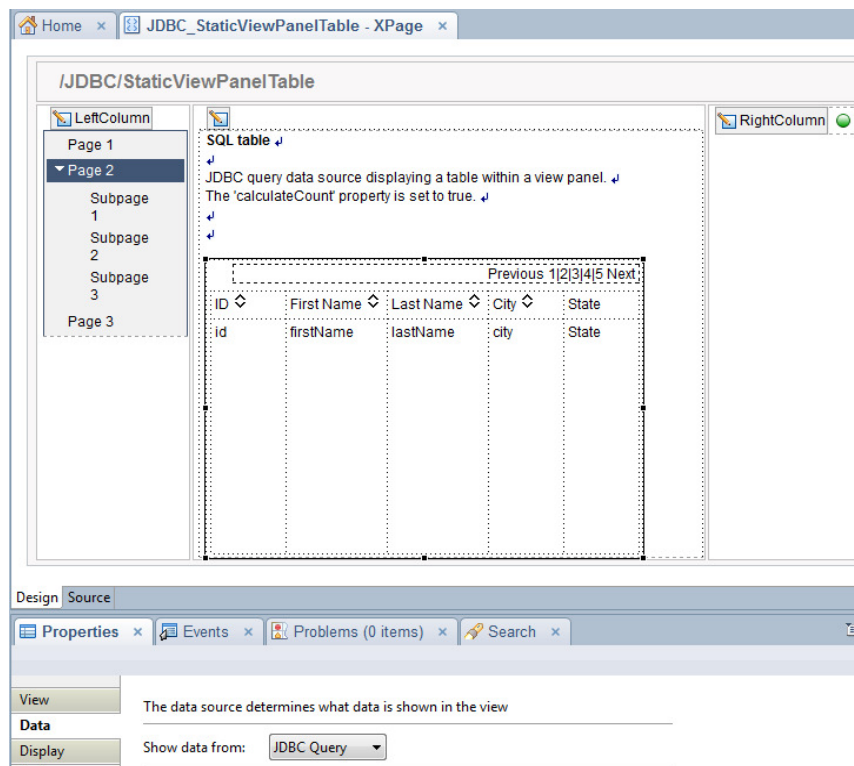 Home
JDBC_StaticViewPanelTable - XPage
/JDBC/StaticViewPanelTable
LeftColumn
RightColumn
Page 1
Page 2
Subpage
1
Subpage
2
Subpage
3
Page 3
SQL table
JDBC query data source displaying a table within a view panel.
The 'calculateCount' property is set to true.
Previous 1|2|3|4|5 Next
ID First Name Last Name City State
id firstName lastName city State
Design Source
Properties Events Problems (0 items) Search
View
Data
Display
The data source determines what data is shown in the view
Show data from: JDBC Query